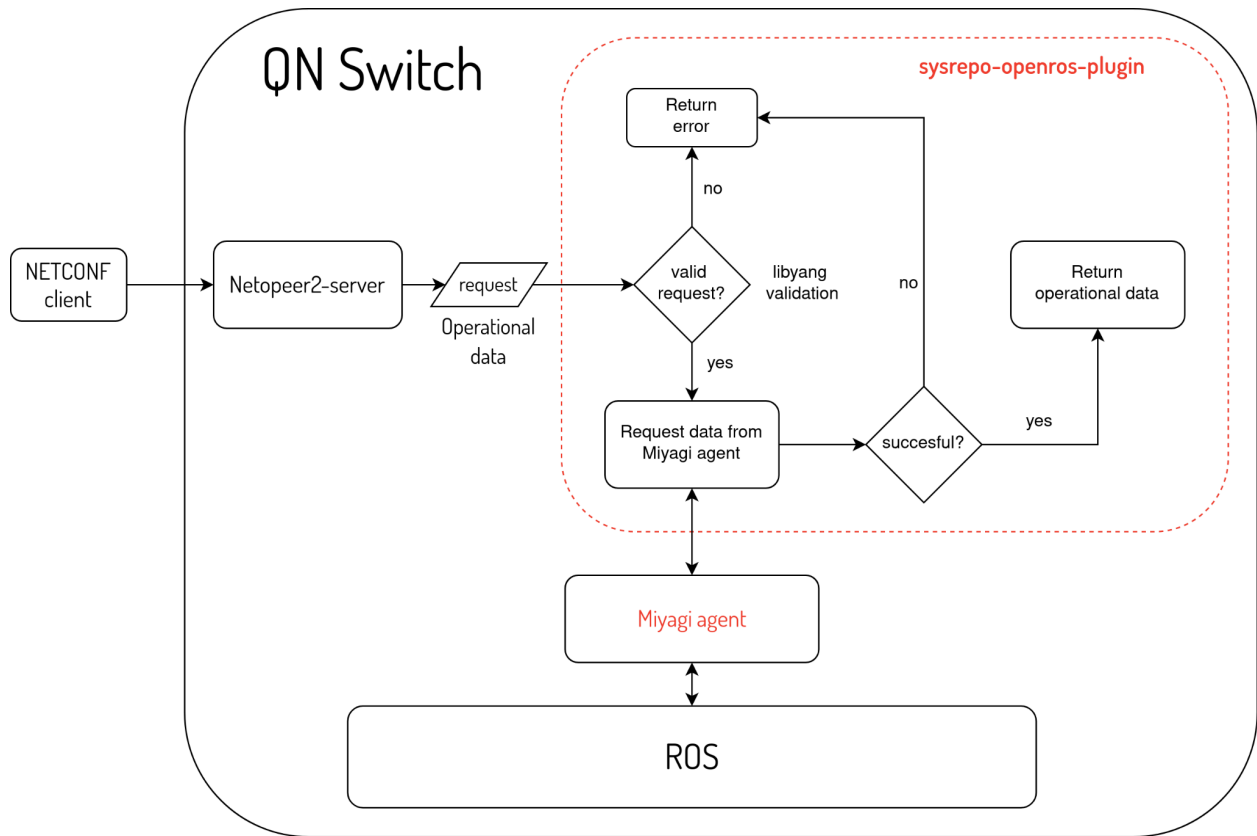 QN Switch
sysrepo-openros-plugin
Return
error
no
NETCONF
client
Netopeer2-server
request
Operational
data
valid
request?
libyang
validation
no
Return
operational data
yes
Request data from
Miyagi agent
succesful?
yes
Miyagi agent
ROS